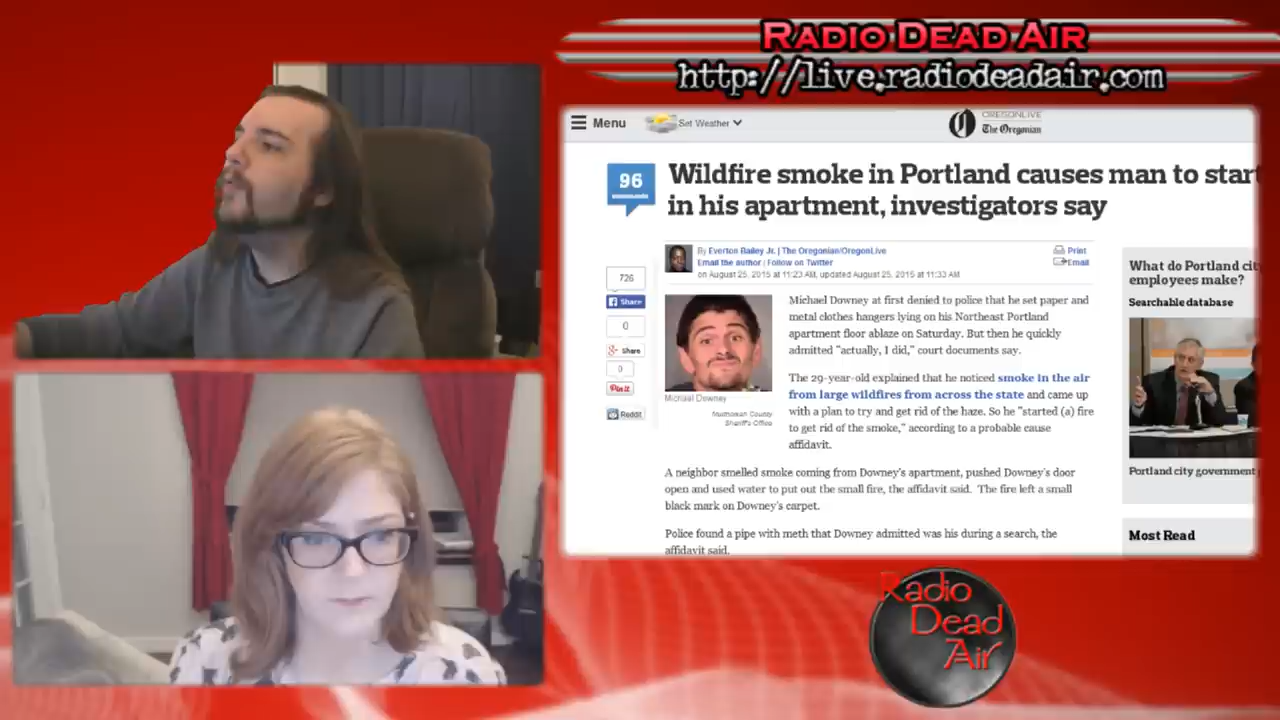 RADIO DEAD AIR
http://live.radiodeadair.com
Menu
Set Weather
OREGONLIVE
The Oregonian
96
Wildfire smoke in Portland causes man to start
in his apartment, investigators say
By Everton Bailey Jr. | The Oregonian/OregonLive
Email the author | Follow on Twitter
on August 25, 2015 at 11:23 AM, updated August 25, 2015 at 11:33 AM
Print
Email
726
Share
0
Share
0
Pin it
Reddit
Michael Downey
Multnomah County
Sheriff's Office
Michael Downey at first denied to police that he set paper and
metal clothes hangers lying on his Northeast Portland
apartment floor ablaze on Saturday. But then he quickly
admitted "actually, I did," court documents say.
The 29-year-old explained that he noticed smoke in the air
from large wildfires from across the state and came up
with a plan to try and get rid of the haze. So he "started (a) fire
to get rid of the smoke," according to a probable cause
affidavit.
A neighbor smelled smoke coming from Downey's apartment, pushed Downey's door
open and used water to put out the small fire, the affidavit said. The fire left a small
black mark on Downey's carpet.
Police found a pipe with meth that Downey admitted was his during a search, the
affidavit said.
What do Portland city
employees make?
Searchable database
Portland city government
Most Read
Radio
Dead
Air